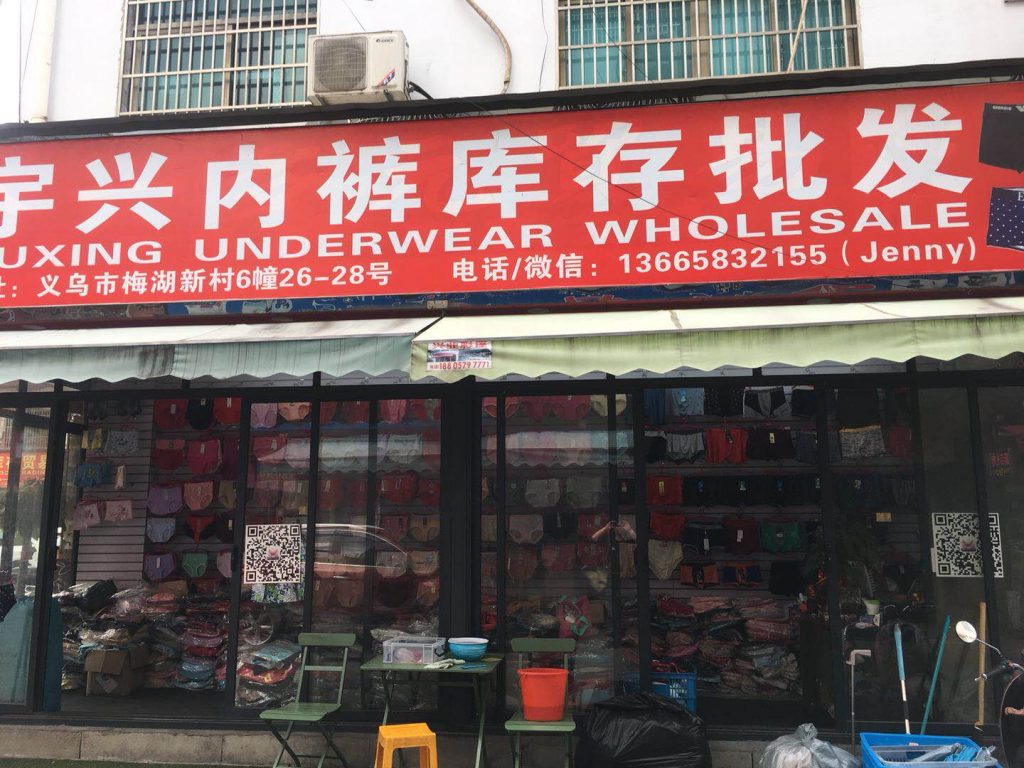 宇兴内裤库存批发
UXING UNDERWEAR WHOLESALE
址：义乌市梅湖新村6幢26-28号 电话/微信：13665832155（Jenny)
18805797771